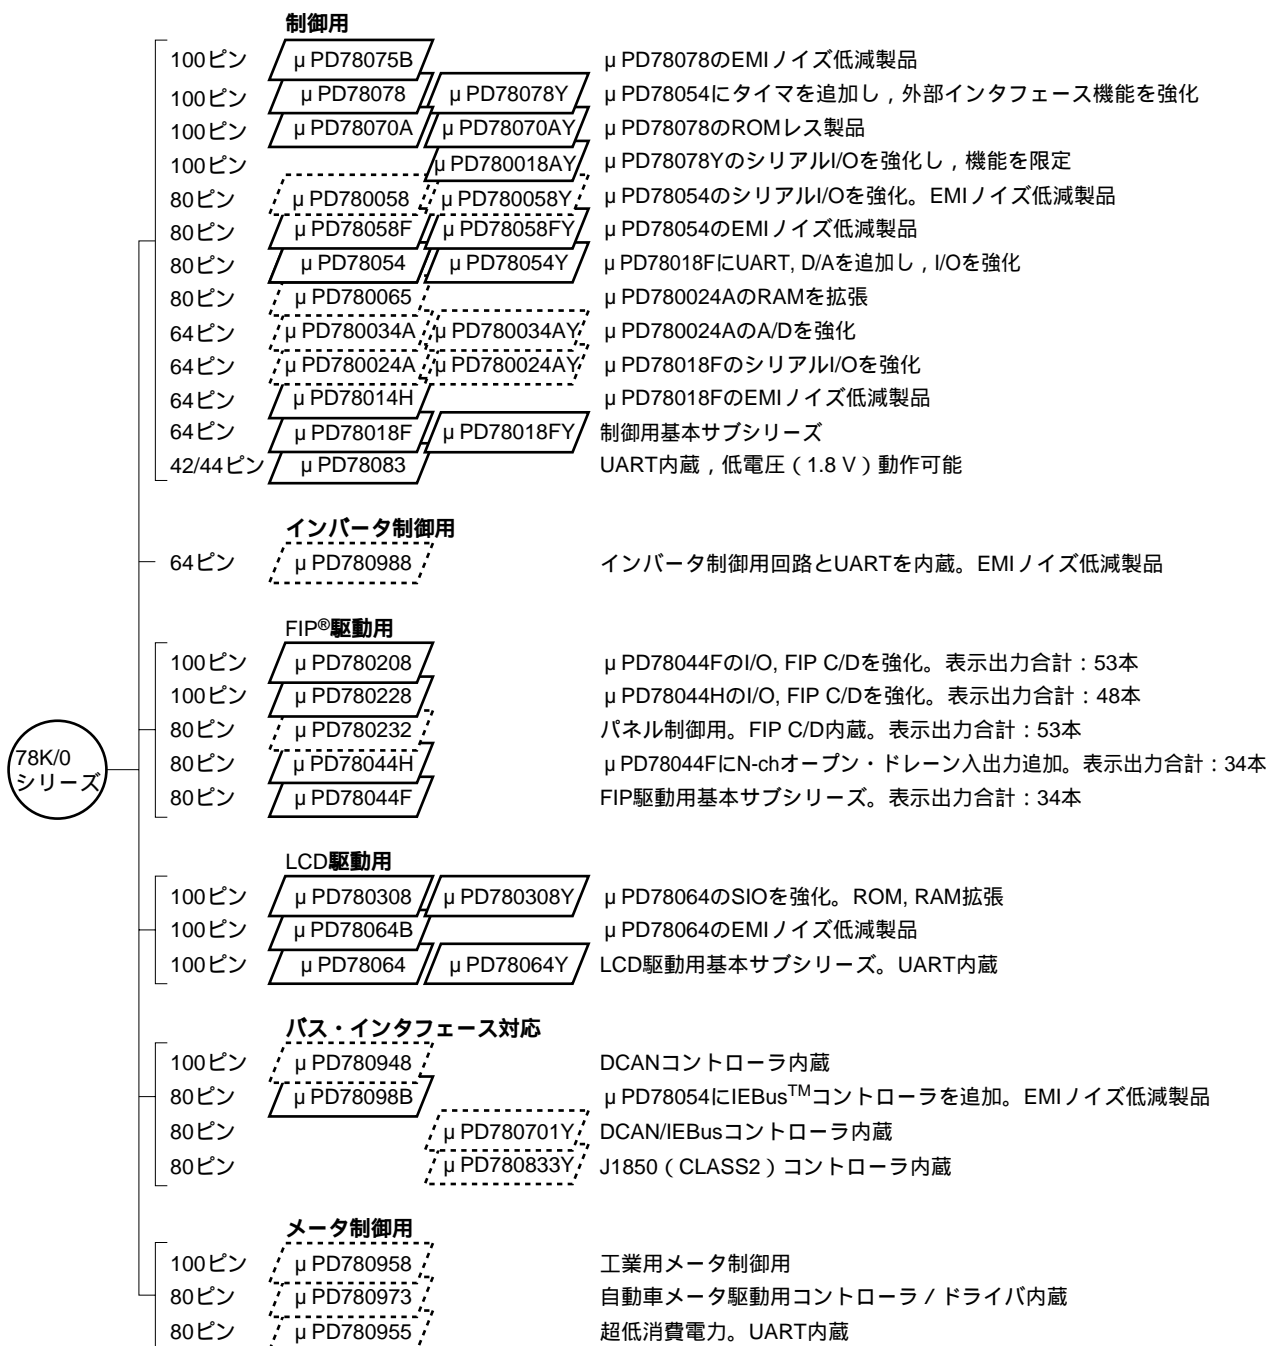 制御用
100ピン μPD78075B μPD78078のEMIノイズ低減製品
100ピン μPD78078 μPD78078Y μPD78054にタイマを追加し，外部インタフェース機能を強化
100ピン μPD78070A μPD78070AY μPD78078のROMレス製品
100ピン μPD780018AY μPD78078YのシリアルI/Oを強化し，機能を限定
80ピン μPD780058 μPD780058Y μPD78054のシリアルI/Oを強化。EMIノイズ低減製品
80ピン μPD78058F μPD78058FY μPD78054のEMIノイズ低減製品
80ピン μPD78054 μPD78054Y μPD78018FにUART, D/Aを追加し，I/Oを強化
80ピン μPD780065 μPD780024AのRAMを拡張
64ピン μPD780034A μPD780034AY μPD780024AのA/Dを強化
64ピン μPD780024A μPD780024AY μPD78018FのシリアルI/Oを強化
64ピン μPD78014H μPD78018FのEMIノイズ低減製品
64ピン μPD78018F μPD78018FY 制御用基本サブシリーズ
42/44ピン μPD78083 UART内蔵，低電圧（1.8 V）動作可能
インバータ制御用
64ピン μPD780988 インバータ制御用回路とUARTを内蔵。EMIノイズ低減製品
FIP®駆動用
100ピン μPD780208 μPD78044FのI/O, FIP C/Dを強化。表示出力合計：53本
100ピン μPD780228 μPD78044HのI/O, FIP C/Dを強化。表示出力合計：48本
80ピン μPD780232 パネル制御用。FIP C/D内蔵。表示出力合計：53本
78K/0
シリーズ
80ピン μPD78044H μPD78044FにN-chオープン・ドレーン入出力追加。表示出力合計：34本
80ピン μPD78044F FIP駆動用基本サブシリーズ。表示出力合計：34本
LCD駆動用
100ピン μPD780308 μPD780308Y μPD78064のSIOを強化。ROM, RAM拡張
100ピン μPD78064B μPD78064のEMIノイズ低減製品
100ピン μPD78064 μPD78064Y LCD駆動用基本サブシリーズ。UART内蔵
バス・インタフェース対応
100ピン μPD780948 DCANコントローラ内蔵
80ピン μPD78098B μPD78054にIEBus™コントローラを追加。EMIノイズ低減製品
80ピン μPD780701Y DCAN/IEBusコントローラ内蔵
80ピン μPD780833Y J1850（CLASS2）コントローラ内蔵
メータ制御用
100ピン μPD780958 工業用メータ制御用
80ピン μPD780973 自動車メータ駆動用コントローラ／ドライバ内蔵
80ピン μPD780955 超低消費電力。UART内蔵